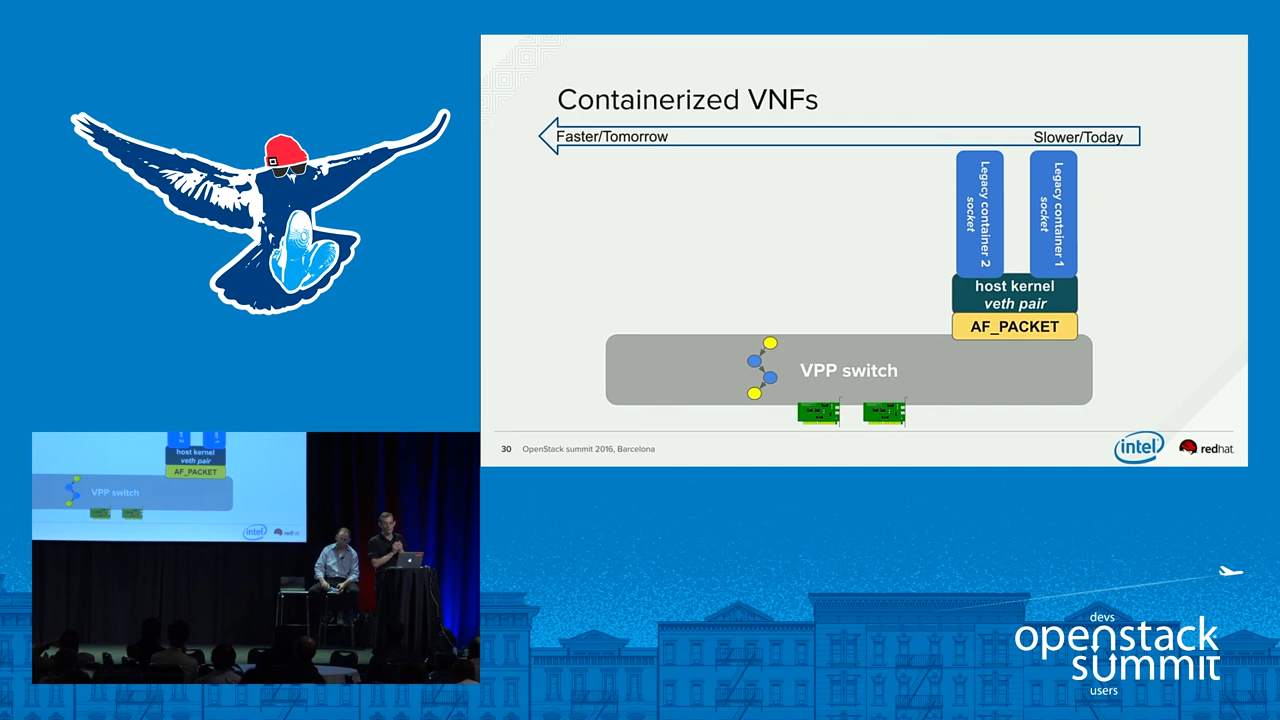 Containerized VNFs
Faster/Tomorrow
Slower/Today
Legacy container 2
socket
Legacy container 1
socket
host kernel
veth pair
AF_PACKET
VPP switch
30
OpenStack summit 2016, Barcelona
intel
redhat.
host kernel
veth pair
AF_PACKET
VPP switch
intel
redhat
devs
openstack
summit
users